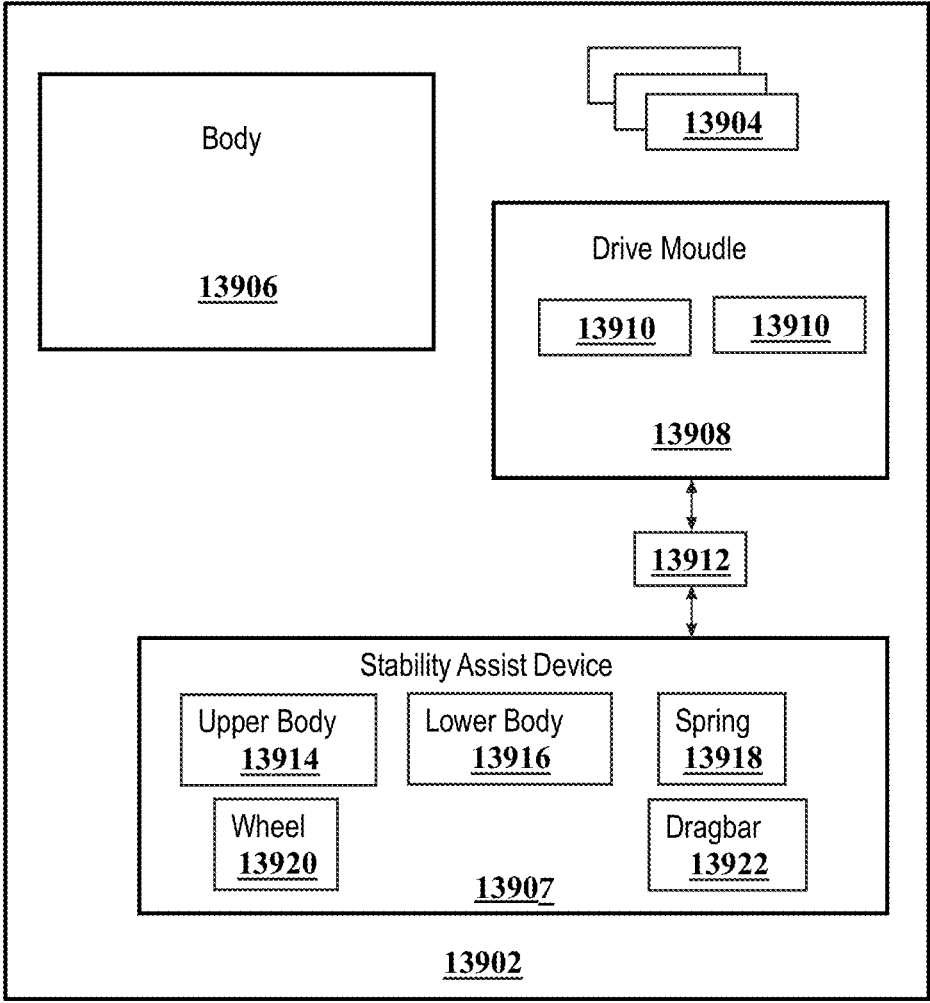 Body
13906
13904
Drive Moudle
13910 13910
13908
13912
Stability Assist Device
Upper Body
13914
Lower Body
13916
Spring
13918
Wheel
13920
Dragbar
13922
13907
13902